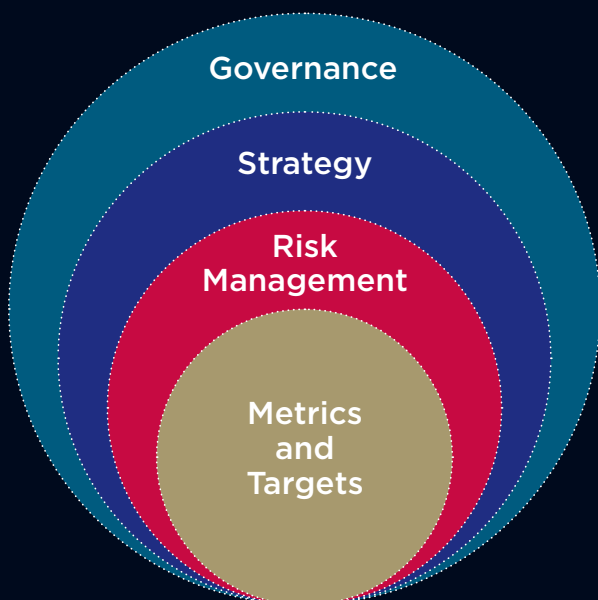 Governance
Strategy
Risk
Management
Metrics
and
Targets